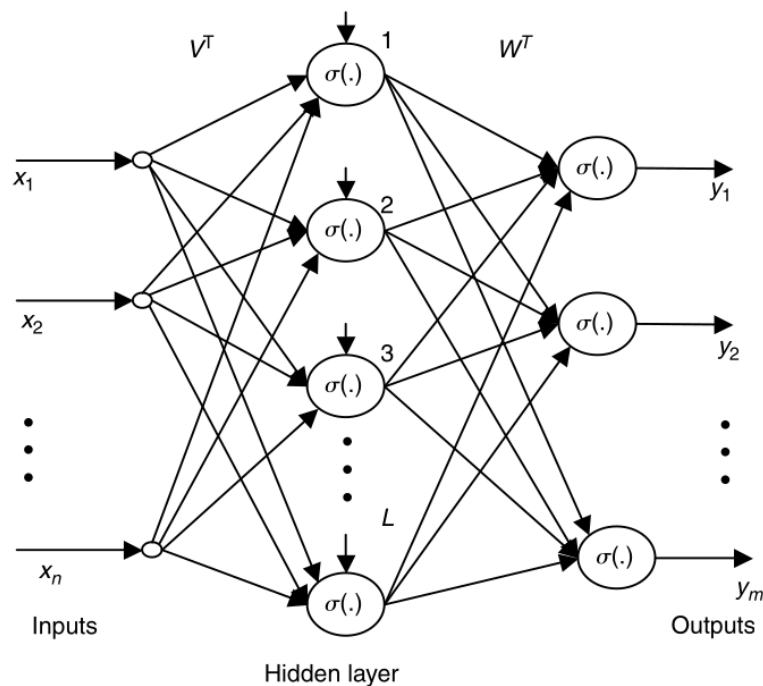 V^T
1
W^T
σ(.)
x_1
σ(.)
y_1
2
σ(.)
x_2
σ(.)
y_2
3
σ(.)
L
x_n
σ(.)
y_m
σ(.)
Inputs
Outputs
Hidden layer